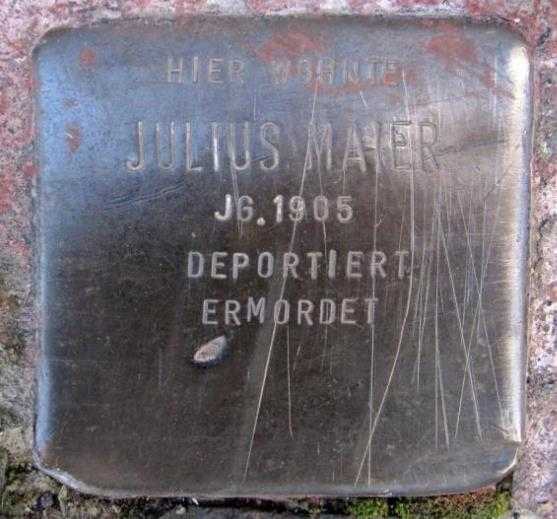 HIER WOHNTE
JULIUS MAIER
JG. 1905
DEPORTIERT
ERMORDET